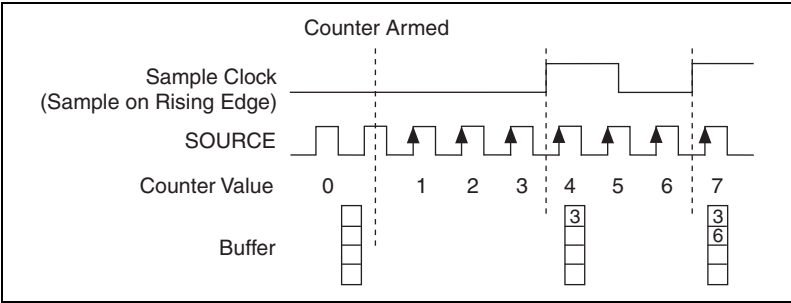 Counter Armed
Sample Clock
(Sample on Rising Edge)
SOURCE
Counter Value 0 1 2 3 4 5 6 7
Buffer
3
3
6